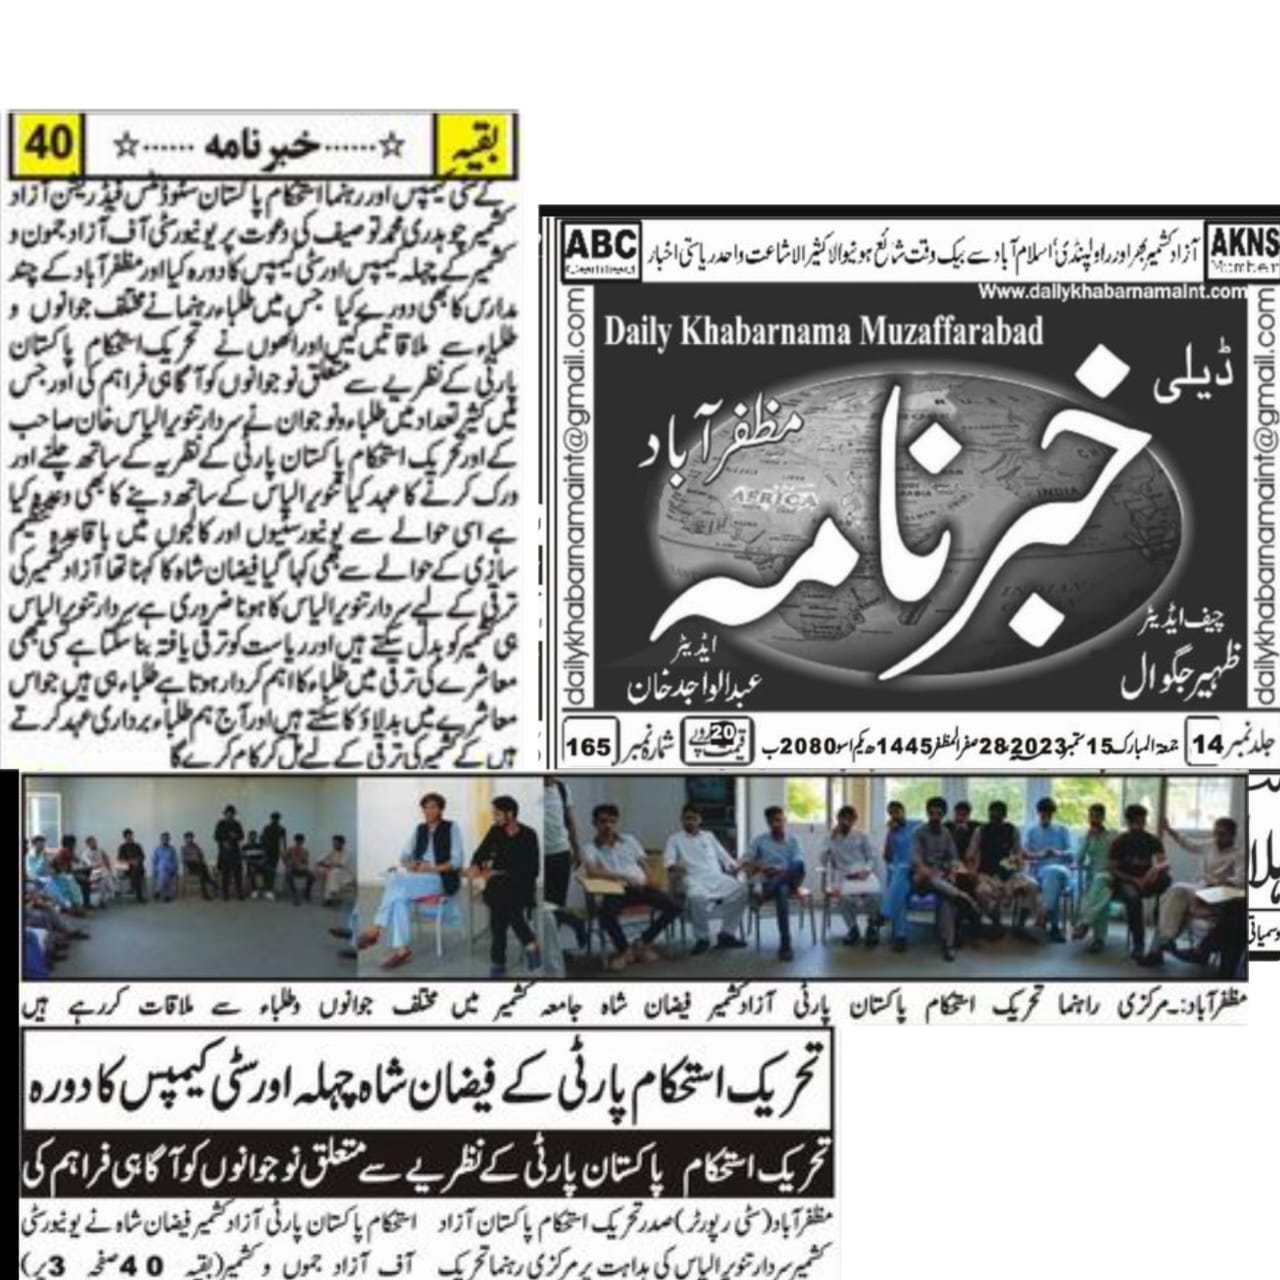 بقیہ ☆......خبرنامه......☆ 40
کے سٹی کیمپس اور رہنما استحکام پاکستان سٹوڈنٹس فیڈریشن آزاد
کشمیر چوہدری محمد توصیف کی دعوت پر یونیورسٹی آف آزاد جموں و
کشمیر کے چہلہ کیمپس اور سٹی کیمپس کا دورہ کیا اور مظفرآباد کے چند
مدارس کا بھی دورے کیا جس میں طلباء رہنما نے مختلف جوانوں و
طلباء سے ملاقاتیں کیں اور انھوں نے تحریک استحکام پاکستان
پارٹی کے نظریے سے متعلق نوجوانوں کو آگاہی فراہم کی اور جس
میں کثیر تعداد میں طلباء و نوجوان نے سردار تنویر الیاس خان صاحب
کے اور تحریک استحکام پاکستان پارٹی کے نظریہ کے ساتھ چلنے اور
ورک کرنے کا عہد کیا تنویر الیاس کے ساتھ دینے کا بھی وعدہ کیا
ہے اسی حوالے سے یونیورسٹیوں اور کالجوں میں باقاعدہ تنظیم
سازی کے حوالے سے بھی کہا گیا فیضان شاہ کا کہنا تھا آزاد کشمیر کی
ترقی کے لیے سردار تنویر الیاس کا ہونا ضروری ہے سردار تنویر الیاس
ہی کشمیر کو بدل سکتے ہیں اور ریاست کو ترقی یافتہ بنا سکتا ہے کسی بھی
معاشرے کی ترقی میں طلباء کا اہم کردار ہوتا ہے طلباء ہی ہیں جو اس
معاشرے میں بدلاؤ لا سکتے ہیں اور آج ہم طلباء برداری عہد کرتے
ہیں کے کشمیر کی ترقی کے لیے مل کر کام کرے گا
ABC
Certified
آزاد کشمیر بھر اور راولپنڈی/اسلام آباد سے بیک وقت شائع ہونیوالا کثیر الاشاعت واحد ریاستی اخبار
AKNS
Member
Www.dailykhabarnamaint.com
Daily Khabarnama Muzaffarabad
dailykhabarnamaint@gmail.com
dailykhabarnamaint@gmail.com
ڈیلی
خبرنامہ
مظفرآباد
AFRICA
INDIA
چیف ایڈیٹر
ظہیر جگوال
ایڈیٹر
عبدالواجد خان
جلد نمبر 14 جمعۃ المبارک 15 ستمبر 2023ء 28 صفر المظفر 1445ھ یکم اسو 2080ب قیمت 20 روپے شمارہ نمبر 165
مظفرآباد:۔مرکزی راہنما تحریک استحکام پاکستان پارٹی آزادکشمیر فیضان شاہ جامعہ کشمیر میں مختلف جوانوں وطلباء سے ملاقات کررہے ہیں
تحریک استحکام پارٹی کے فیضان شاہ چہلہ اور سٹی کیمپس کا دورہ
تحریک استحکام پاکستان پارٹی کے نظریے سے متعلق نوجوانوں کو آگاہی فراہم کی
مظفرآباد(سٹی رپورٹر)صدر تحریک استحکام پاکستان آزاد
کشمیر سردار تنویر الیاس کی ہدایت پر مرکزی رہنما تحریک
استحکام پاکستان پارٹی آزاد کشمیر فیضان شاہ نے یونیورسٹی
آف آزاد جموں و کشمیر(بقیہ 40 صفحہ 3 پر)